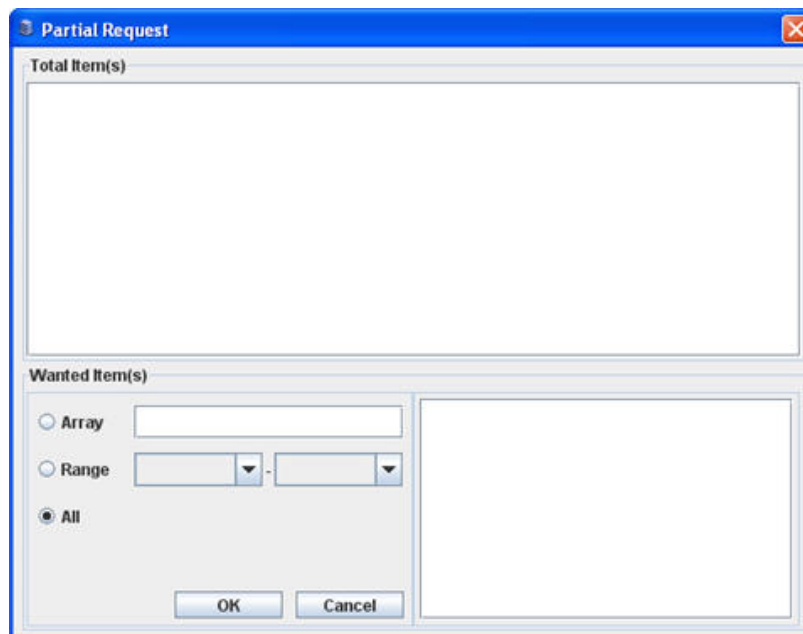 Partial Request
Total Item(s)
Wanted Item(s)
Array
Range -
All
OK Cancel